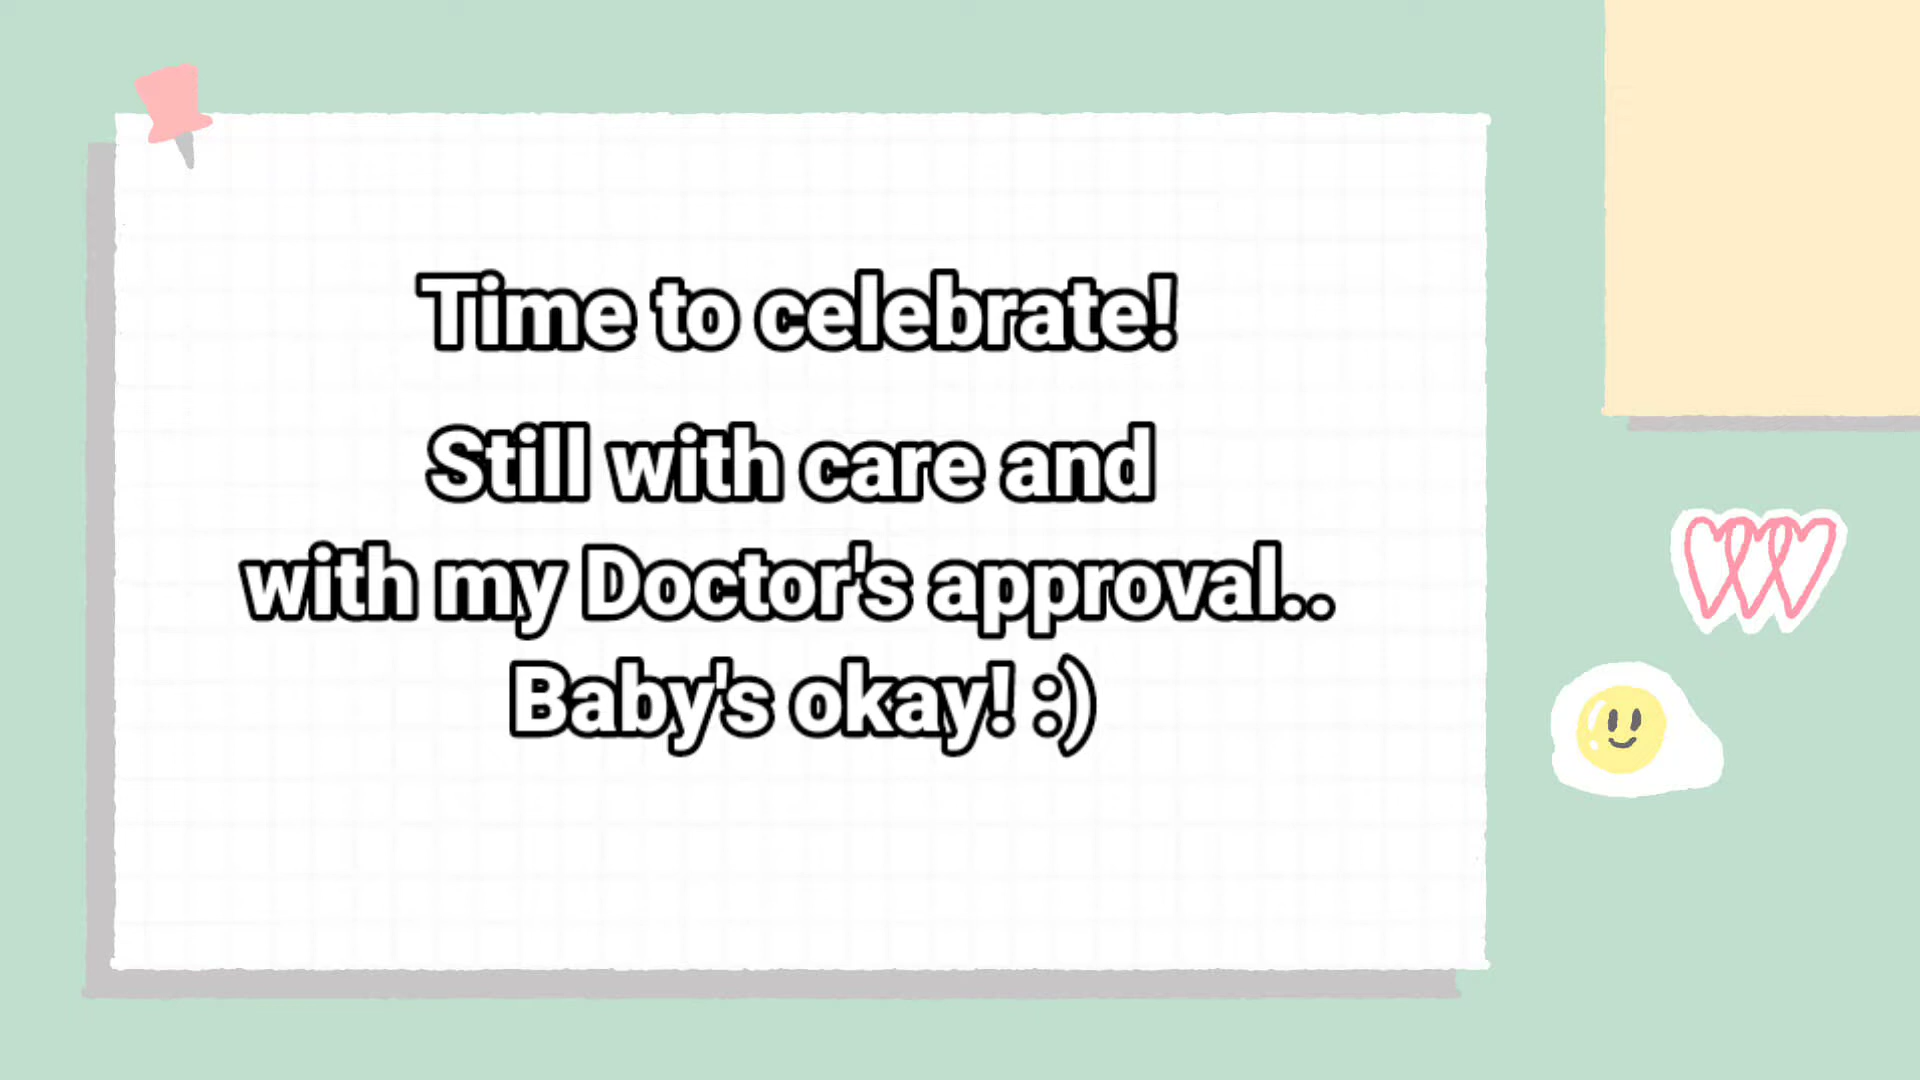 Time to celebrate!
Still with care and
with my Doctor's approval..
Baby's okay! :)